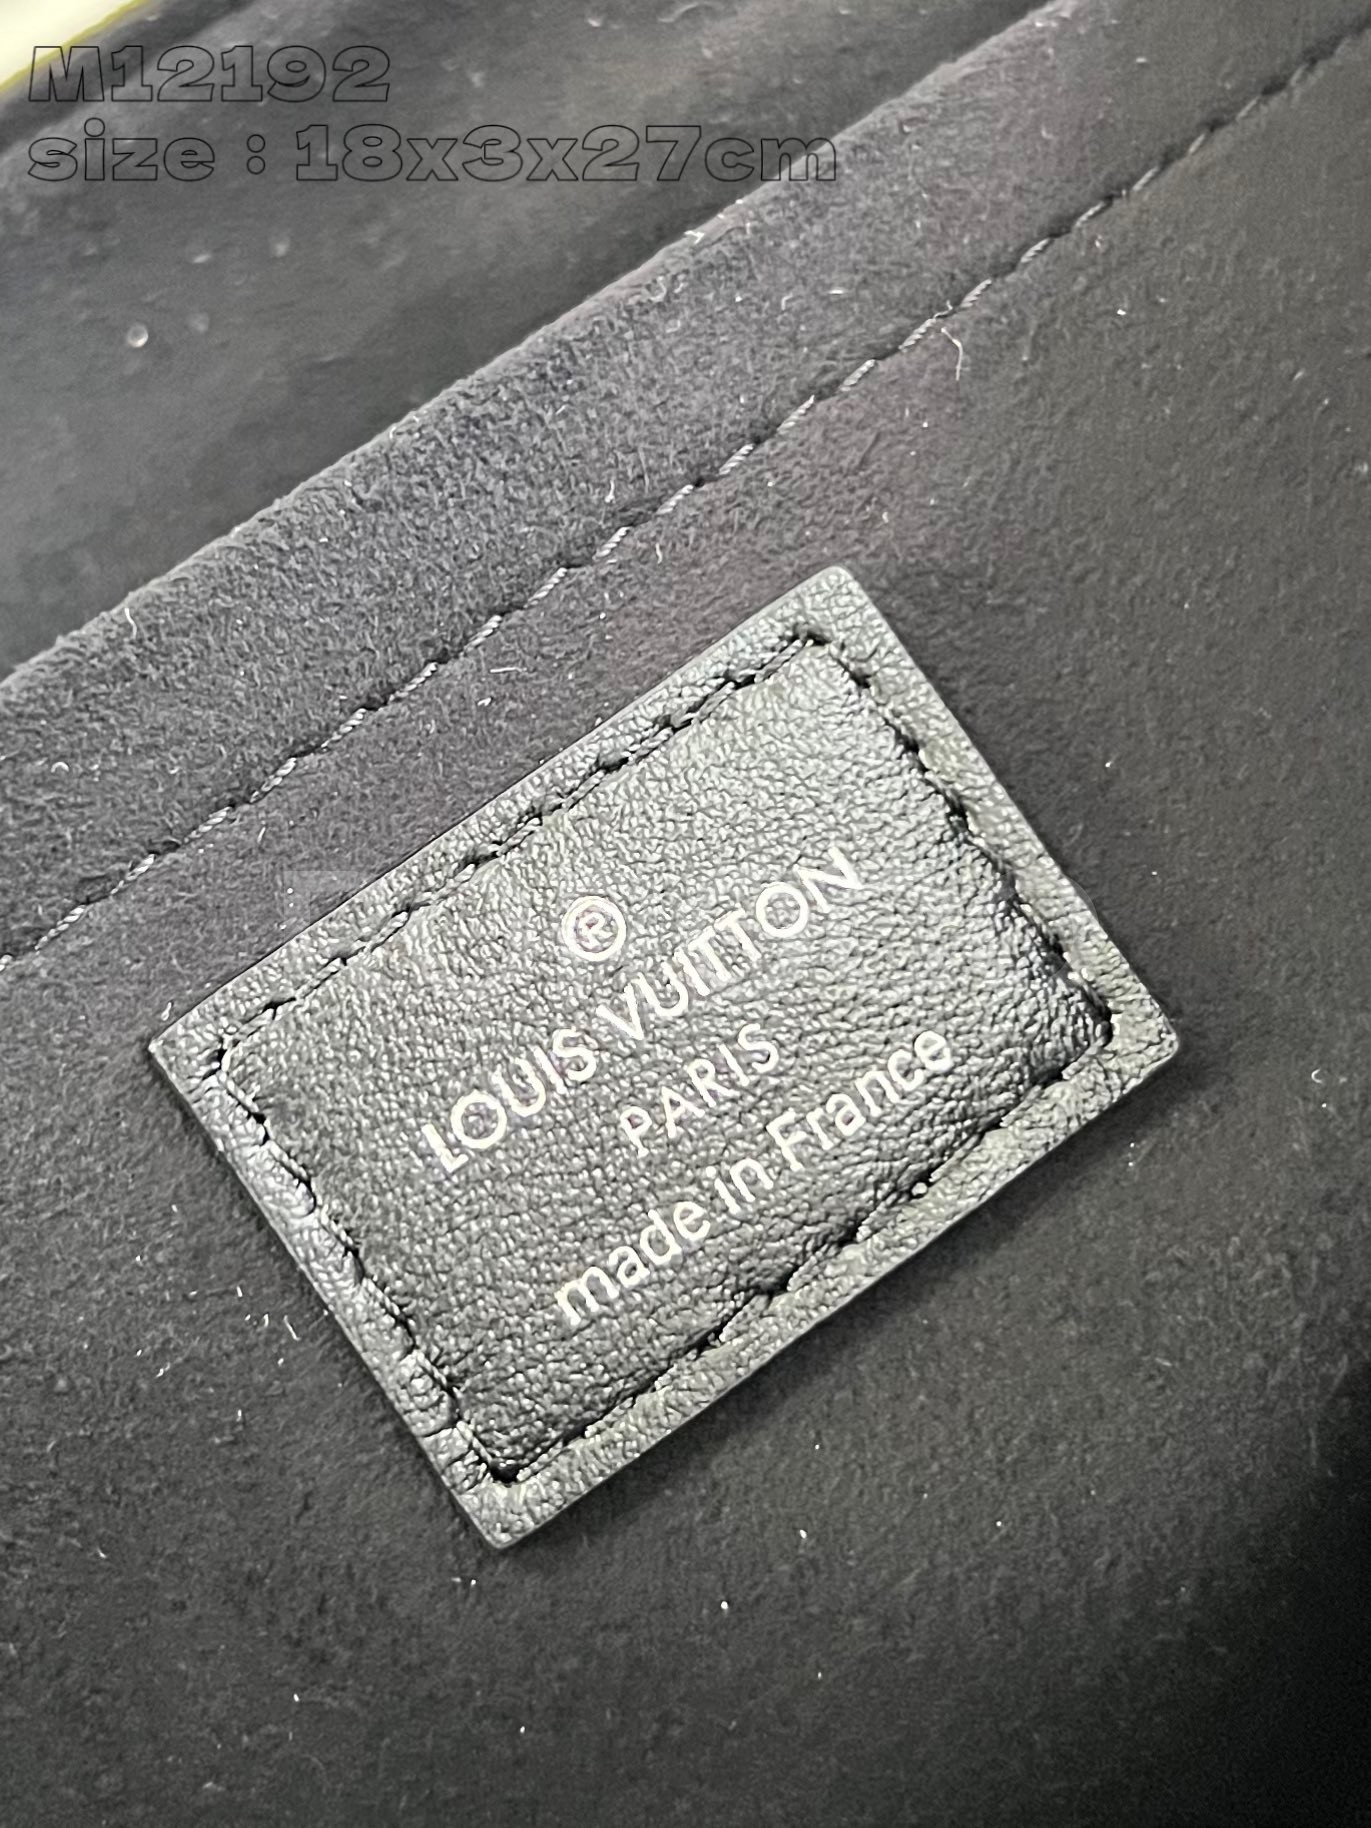 M12192
size : 18x3x27cm
®
LOUIS VUITTON
PARIS
made in France